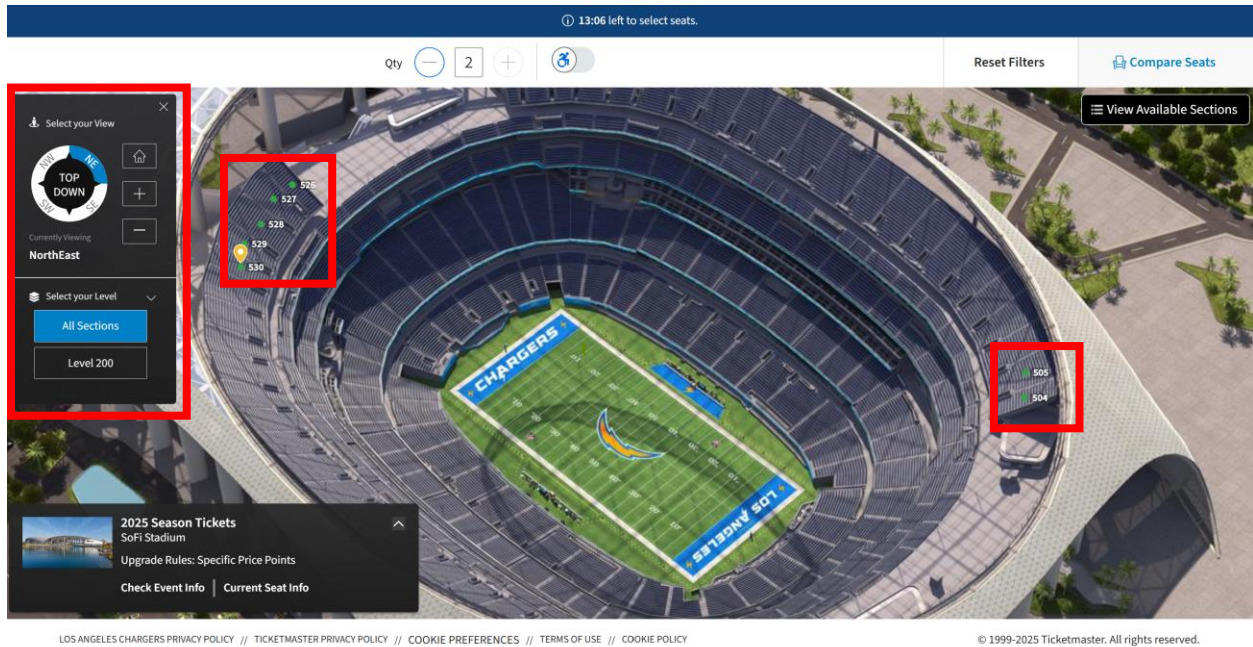 13:06 left to select seats.
Qty 2 Reset Filters Compare Seats
Select your View
View Available Sections
NW NE
TOP
DOWN
SW SE
Currently Viewing
NorthEast
Select your Level
All Sections
Level 200
526
527
528
529
530
505
504
CHARGERS
LOS ANGELES
2025 Season Tickets
SoFi Stadium
Upgrade Rules: Specific Price Points
Check Event Info | Current Seat Info
LOS ANGELES CHARGERS PRIVACY POLICY // TICKETMASTER PRIVACY POLICY // COOKIE PREFERENCES // TERMS OF USE // COOKIE POLICY © 1999-2025 Ticketmaster. All rights reserved.